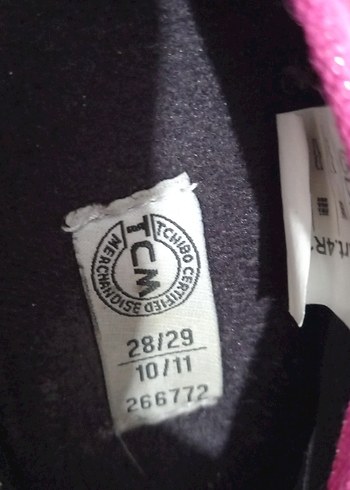 TCM
TCHIBO CERTIFIED MERCHANDISE
28/29
10/11
266772